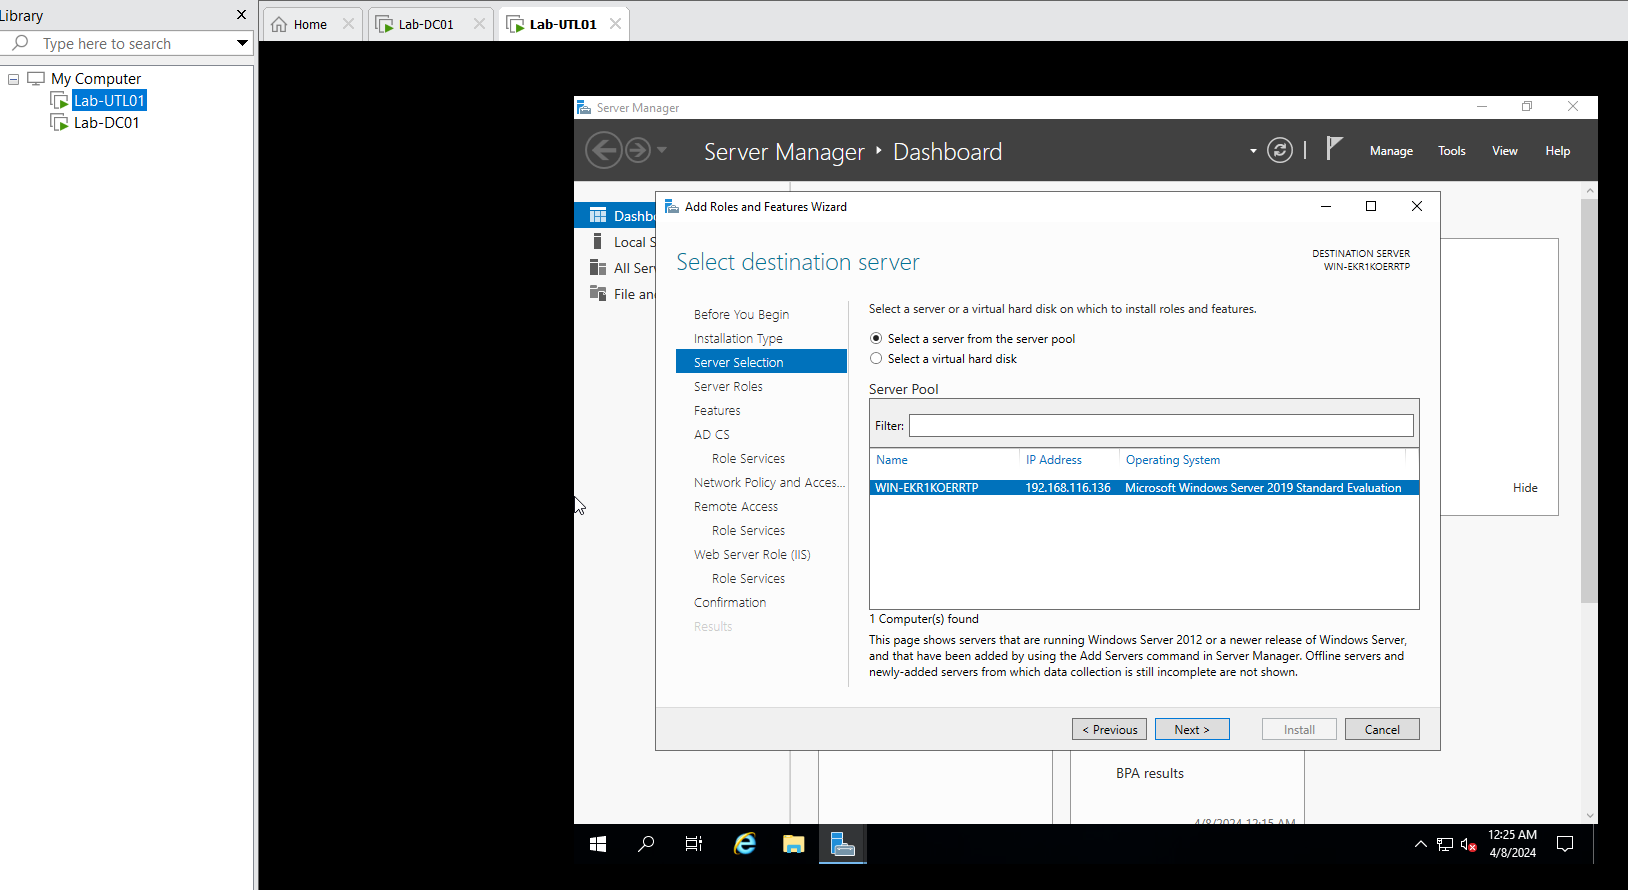 Library
Type here to search
My Computer
Lab-UTL01
Lab-DC01
Home
Lab-DC01
Lab-UTL01
Server Manager
Server Manager Dashboard
Manage
Tools
View
Help
Dashb
Local S
All Ser
File an
Add Roles and Features Wizard
Select destination server
DESTINATION SERVER
WIN-EKR1KOERRTP
Before You Begin
Installation Type
Server Selection
Server Roles
Features
AD CS
Role Services
Network Policy and Acces...
Remote Access
Role Services
Web Server Role (IIS)
Role Services
Confirmation
Results
Select a server or a virtual hard disk on which to install roles and features.
Select a server from the server pool
Select a virtual hard disk
Server Pool
Filter:
Name IP Address Operating System
WIN-EKR1KOERRTP 192.168.116.136 Microsoft Windows Server 2019 Standard Evaluation
1 Computer(s) found
This page shows servers that are running Windows Server 2012 or a newer release of Windows Server,
and that have been added by using the Add Servers command in Server Manager. Offline servers and
newly-added servers from which data collection is still incomplete are not shown.
< Previous
Next >
Install
Cancel
Hide
BPA results
4/8/2024 12:15 AM
12:25 AM
4/8/2024